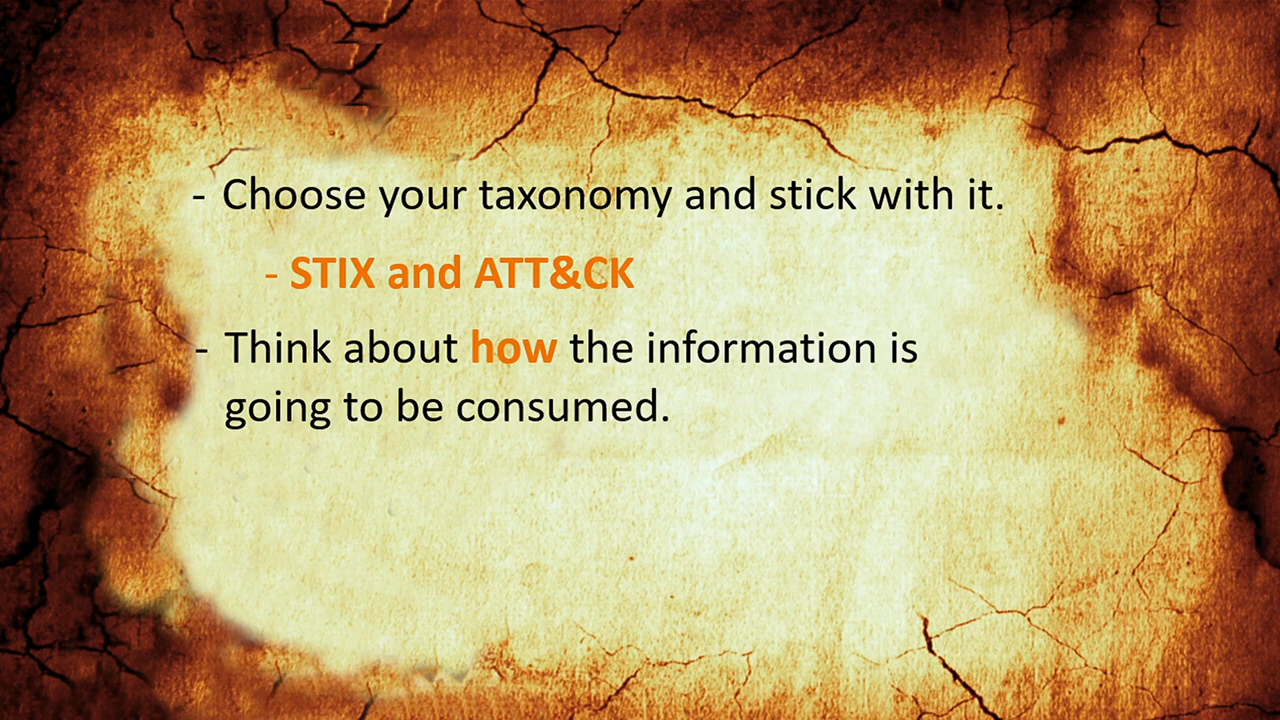 - Choose your taxonomy and stick with it.
- STIX and ATT&CK
- Think about how the information is
going to be consumed.